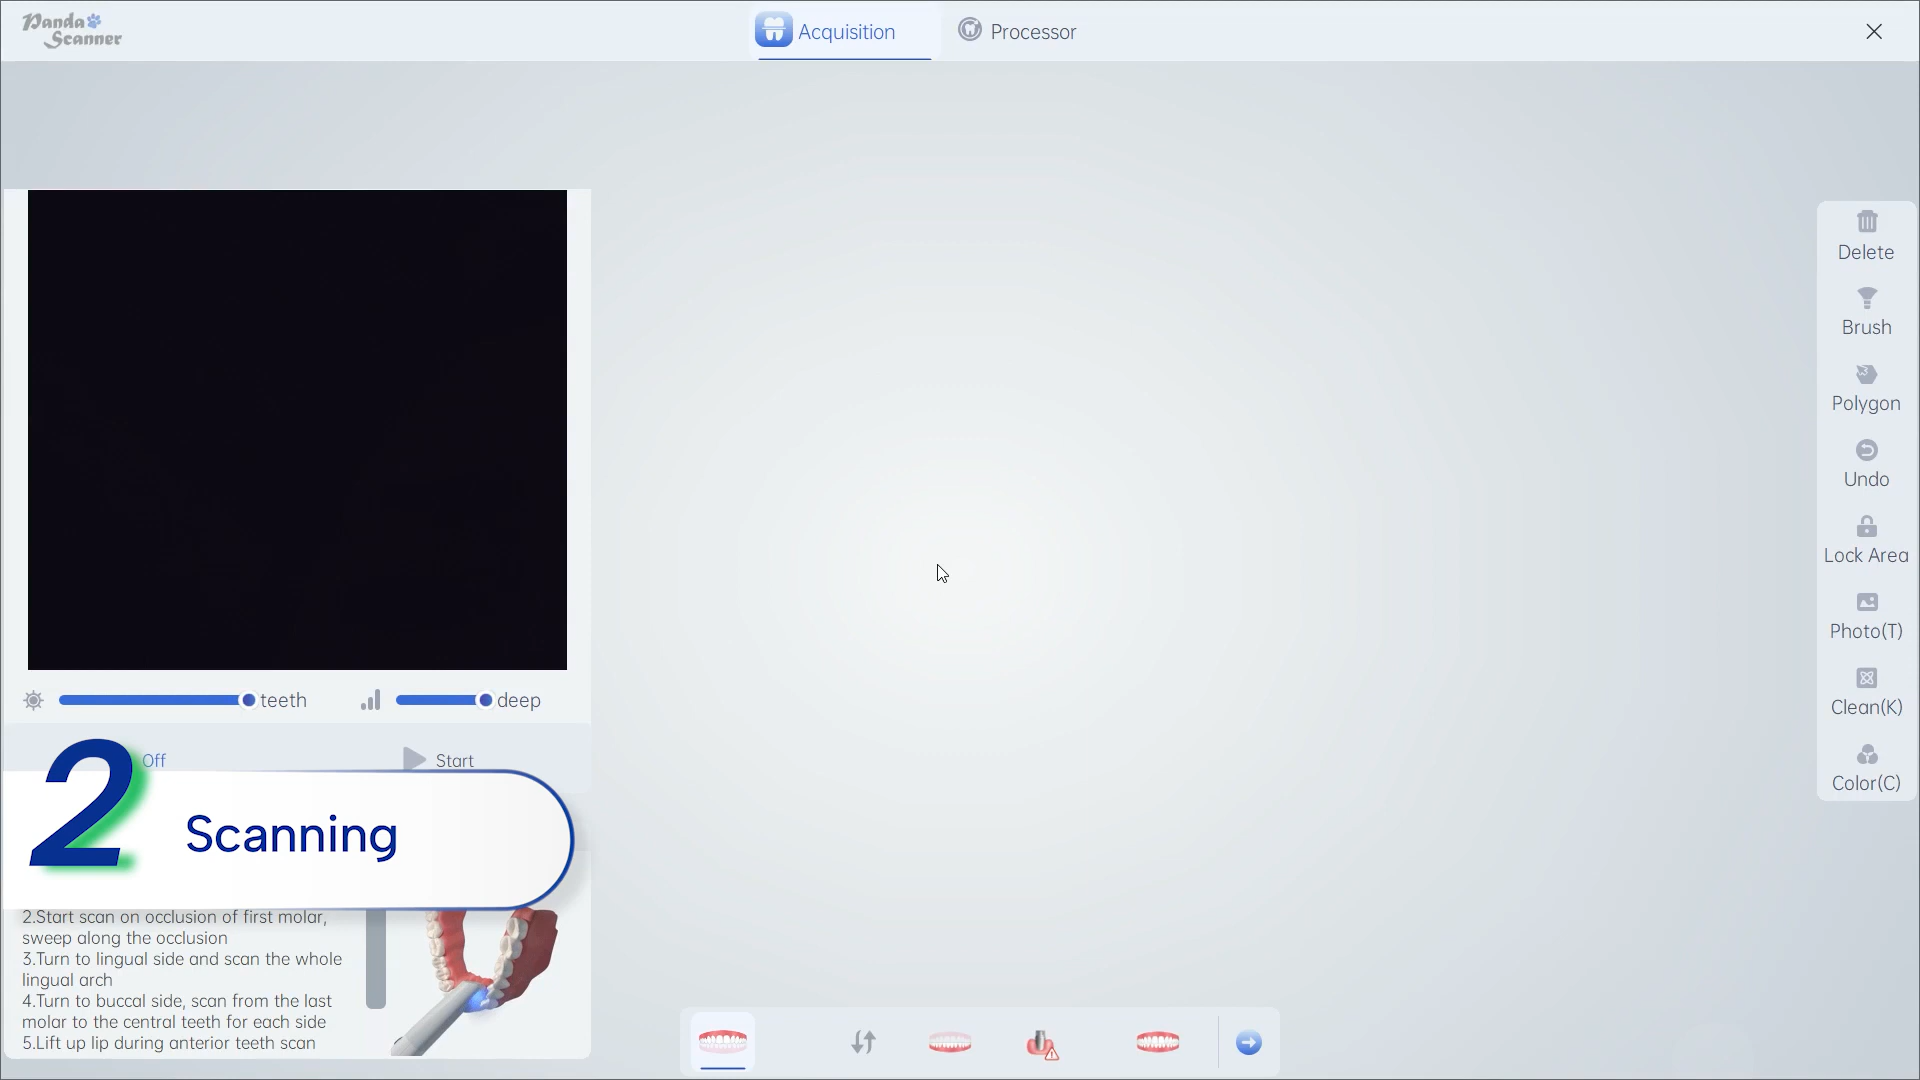 Panda
Scanner
Acquisition
Processor
Delete
Brush
Polygon
Undo
Lock Area
Photo(T)
Clean(K)
Color(C)
teeth
deep
Off
Start
2
Scanning
2.Start scan on occlusion of first molar,
sweep along the occlusion
3.Turn to lingual side and scan the whole
lingual arch
4.Turn to buccal side, scan from the last
molar to the central teeth for each side
5.Lift up lip during anterior teeth scan